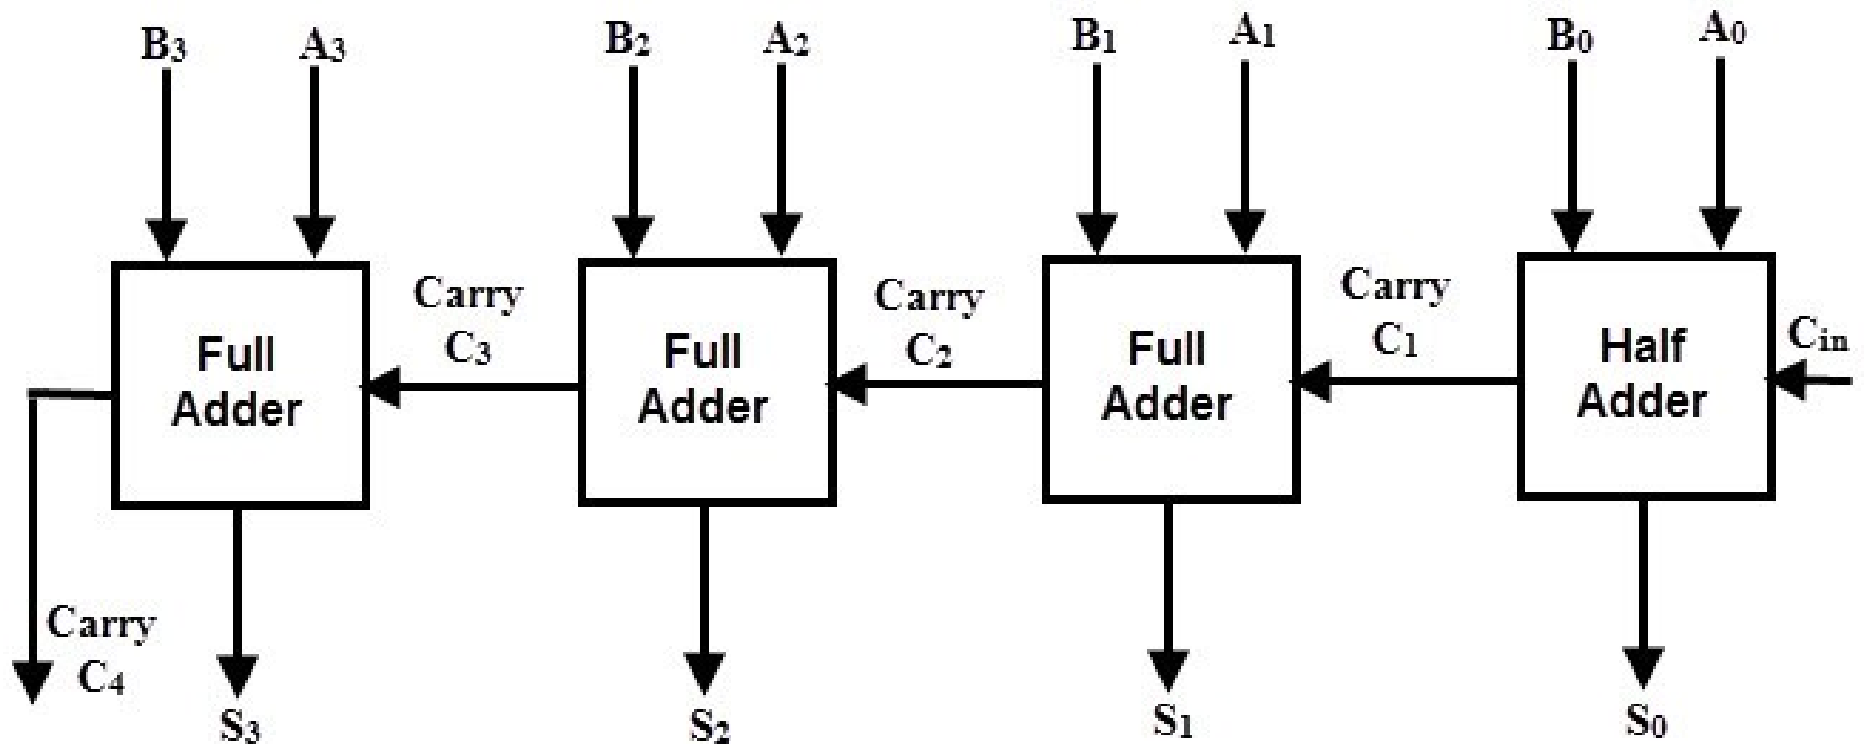 B3 A3 B2 A2 B1 A1 B0 A0
Carry
C3
Carry
C2
Carry
C1
Cin
Full
Adder
Full
Adder
Full
Adder
Half
Adder
Carry
C4
S3 S2 S1 S0